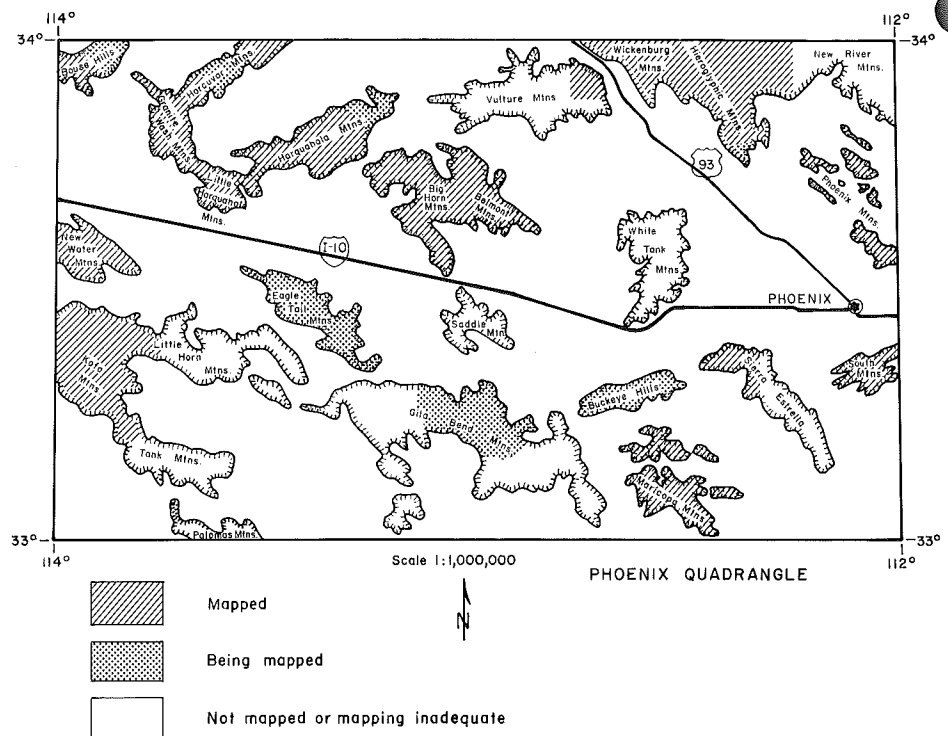 114°
112°
34°
34°
Bouse Hills
Harcuvar Mtns.
Granite Wash Mtns.
Little
Harquahala
Mtns.
Harquahala Mtns.
Vulture Mtns
Wickenburg
Mtns.
Hieroglyphic
Mtns.
New River
Mtns.
93
Big
Horn
Mtns.
Belmont
Mtns.
Phoenix Mtns.
New
Water
Mtns.
I-10
White
Tank
Mtns.
PHOENIX
Eagle
Tail
Mtns.
Saddle
Mtn.
Kofa
Mtns.
Little
Horn
Mtns.
Sierra
Estrella
South
Mtns.
Gila
Bend
Mtns.
Buckeye Hills
Tank Mtns.
Maricopa Mtns.
Palomas Mtns.
33°
33°
114°
112°
Scale 1:1,000,000
PHOENIX QUADRANGLE
N
Mapped
Being mapped
Not mapped or mapping inadequate